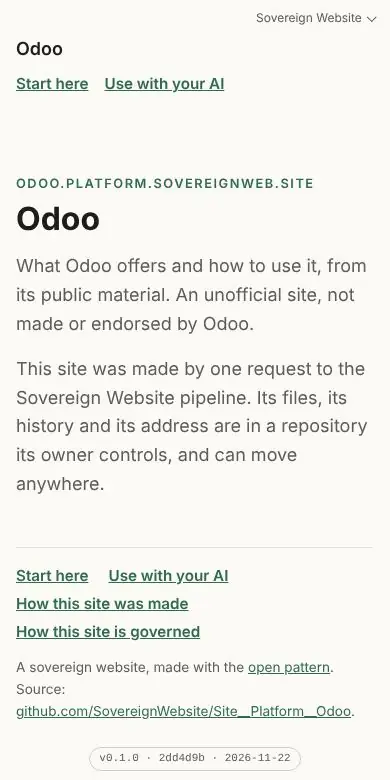 Sovereign Website
Odoo
Start here Use with your AI
ODOO.PLATFORM.SOVEREIGNWEB.SITE
Odoo
What Odoo offers and how to use it, from
its public material. An unofficial site, not
made or endorsed by Odoo.
This site was made by one request to the
Sovereign Website pipeline. Its files, its
history and its address are in a repository
its owner controls, and can move
anywhere.
Start here Use with your AI
How this site was made
How this site is governed
A sovereign website, made with the open pattern.
Source:
github.com/SovereignWebsite/Site__Platform__Odoo.
v0.1.0 · 2dd4d9b · 2026-11-22